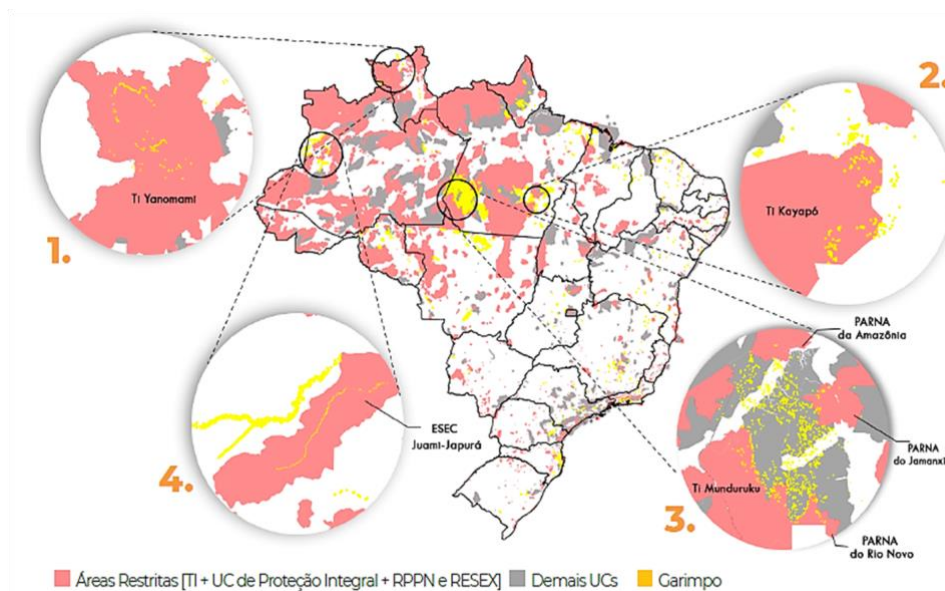 1.
Ti Yanomami
2.
Ti Kayapó
PARNA
da Amazônia
PARNA
do Jamanxi
Ti Munduruku
3.
PARNA
do Rio Novo
ESEC
Juami-Japurá
4.
Áreas Restritas [TI + UC de Proteção Integral + RPPN e RESEX]
Demais UCs
Garimpo